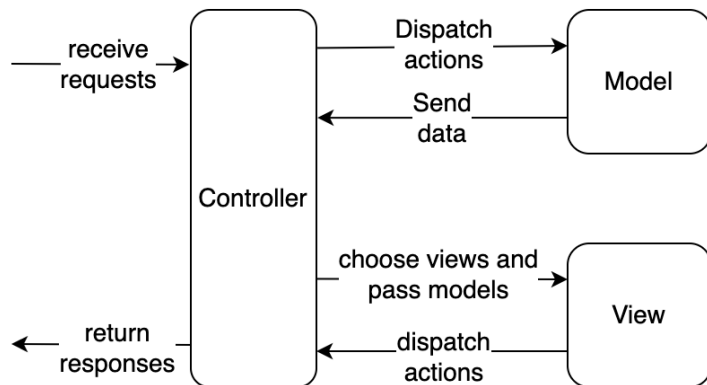 receive
requests
Dispatch
actions
Model
Send
data
Controller
choose views and
pass models
View
return
responses
dispatch
actions